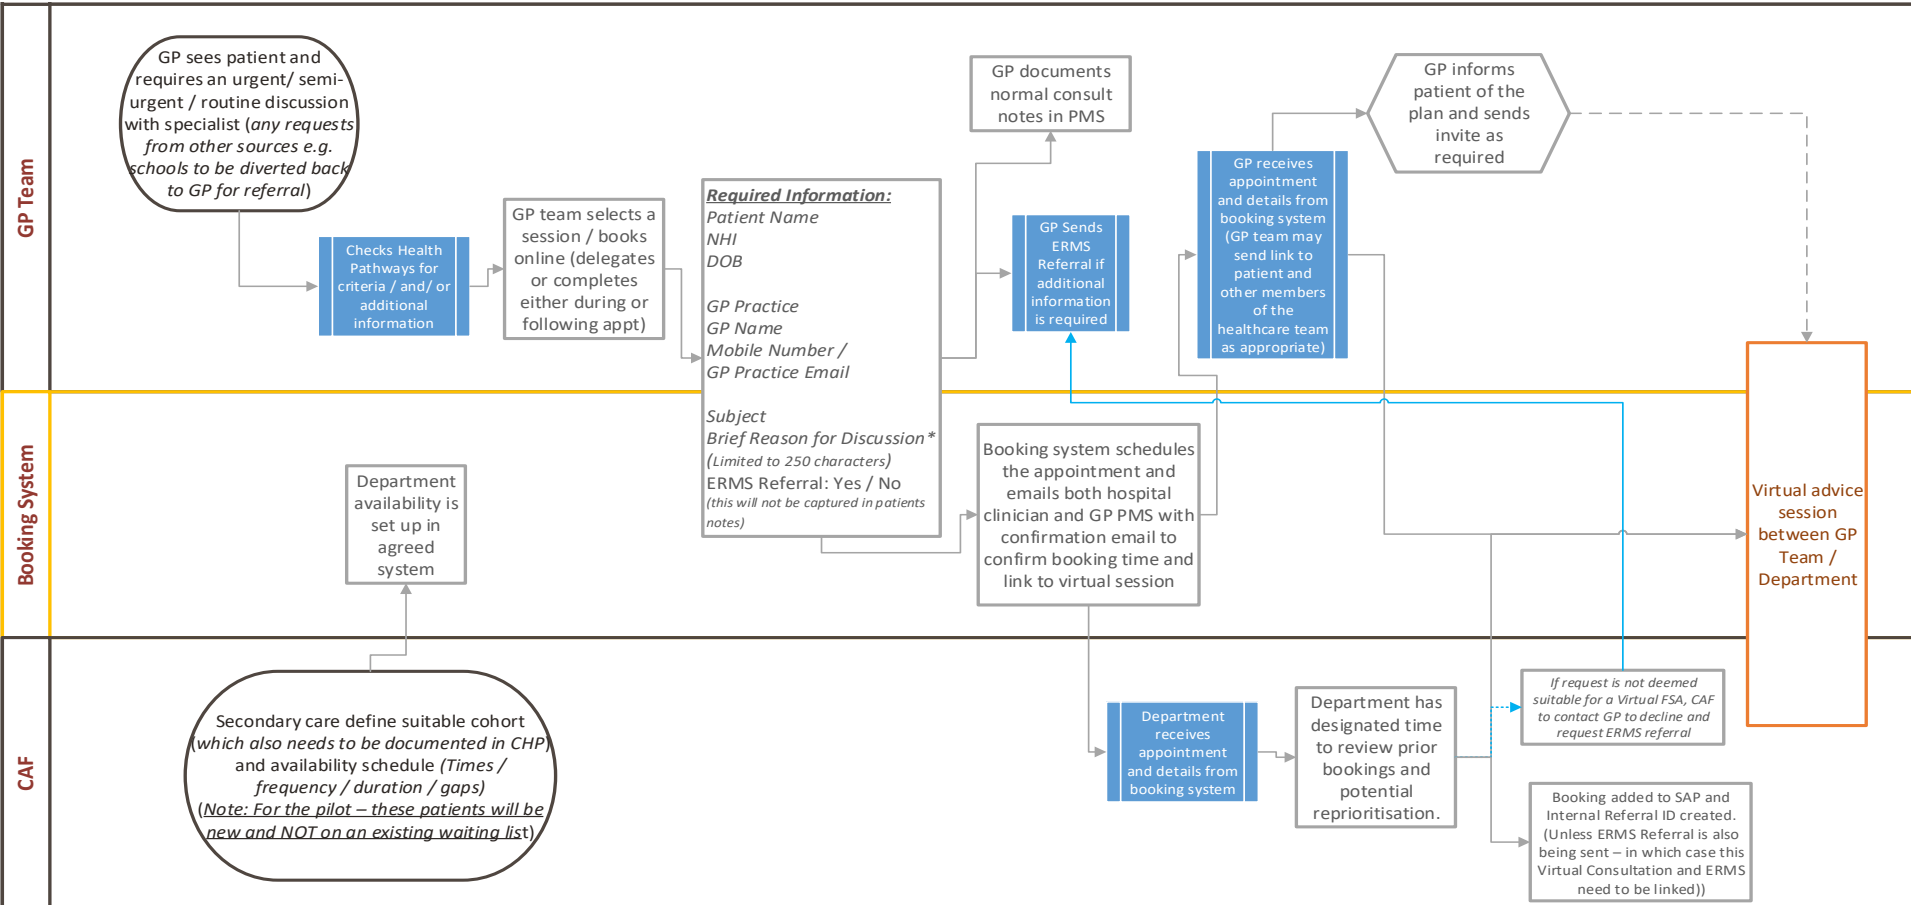 GP Team
GP sees patient and
requires an urgent/ semi-
urgent / routine discussion
with specialist (any requests
from other sources e.g.
schools to be diverted back
to GP for referral)
Checks Health
Pathways for
criteria / and/ or
additional
information
GP team selects a
session / books
online (delegates
or completes
either during or
following appt)
Required Information:
Patient Name
NHI
DOB
GP Practice
GP Name
Mobile Number /
GP Practice Email
Subject
Brief Reason for Discussion*
(Limited to 250 characters)
ERMS Referral: Yes / No
(this will not be captured in patients
notes)
GP documents
normal consult
notes in PMS
GP Sends
ERMS
Referral if
additional
information
is required
GP receives
appointment
and details from
booking system
(GP team may
send link to
patient and
other members
of the
healthcare team
as appropriate)
GP informs
patient of the
plan and sends
invite as
required
Booking System
Department
availability is
set up in
agreed
system
Booking system schedules
the appointment and
emails both hospital
clinician and GP PMS with
confirmation email to
confirm booking time and
link to virtual session
Virtual advice
session
between GP
Team /
Department
CAF
Secondary care define suitable cohort
(which also needs to be documented in CHP)
and availability schedule (Times /
frequency / duration / gaps)
(Note: For the pilot – these patients will be
new and NOT on an existing waiting list)
Department
receives
appointment
and details from
booking system
Department has
designated time
to review prior
bookings and
potential
reprioritisation.
If request is not deemed
suitable for a Virtual FSA, CAF
to contact GP to decline and
request ERMS referral
Booking added to SAP and
Internal Referral ID created.
(Unless ERMS Referral is also
being sent – in which case this
Virtual Consultation and ERMS
need to be linked))